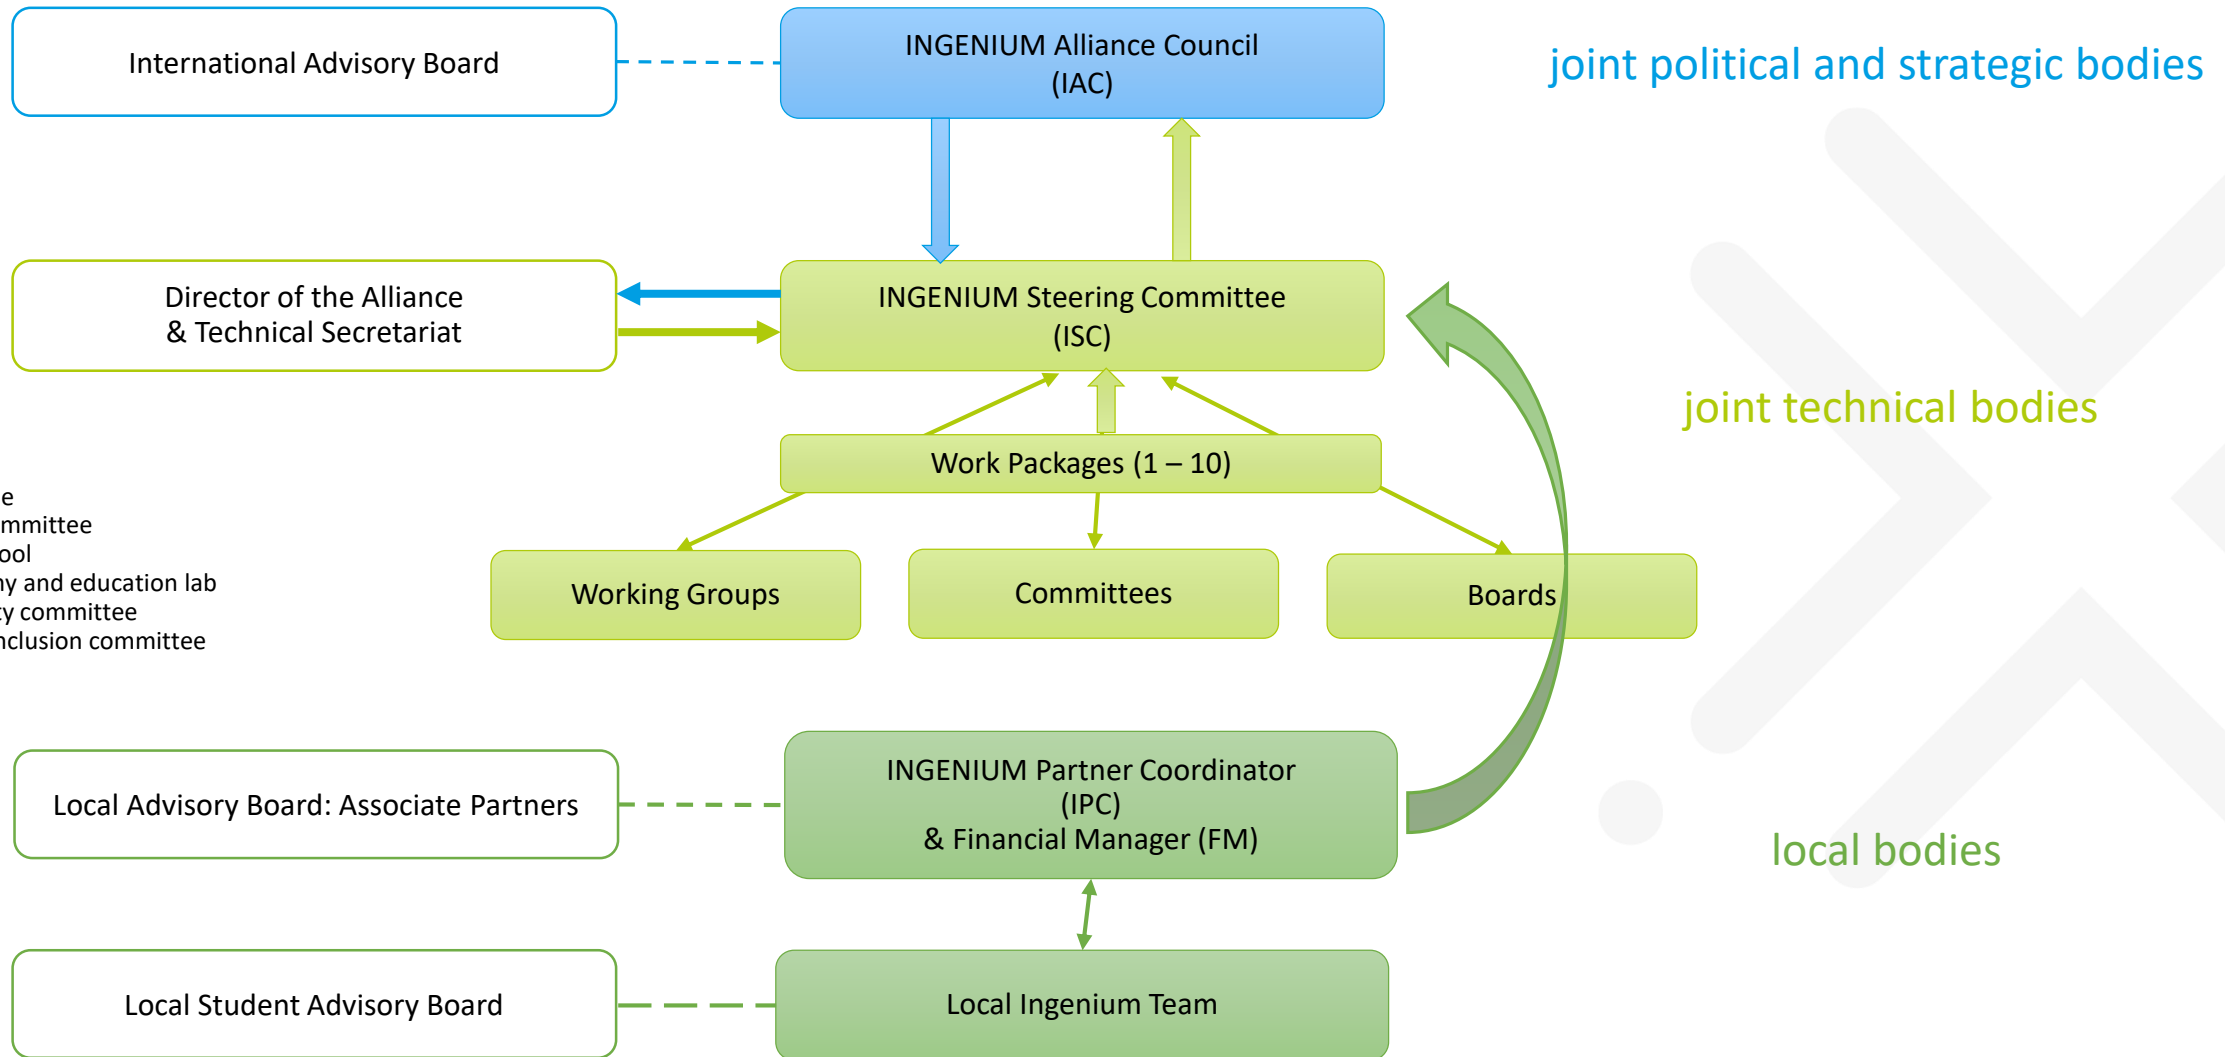 International Advisory Board
INGENIUM Alliance Council
(IAC)
joint political and strategic bodies
Director of the Alliance
& Technical Secretariat
INGENIUM Steering Committee
(ISC)
joint technical bodies
Work Packages (1 – 10)
and education lab
committee
inclusion committee
Working Groups
Committees
Boards
Local Advisory Board: Associate Partners
INGENIUM Partner Coordinator
(IPC)
& Financial Manager (FM)
local bodies
Local Student Advisory Board
Local Ingenium Team